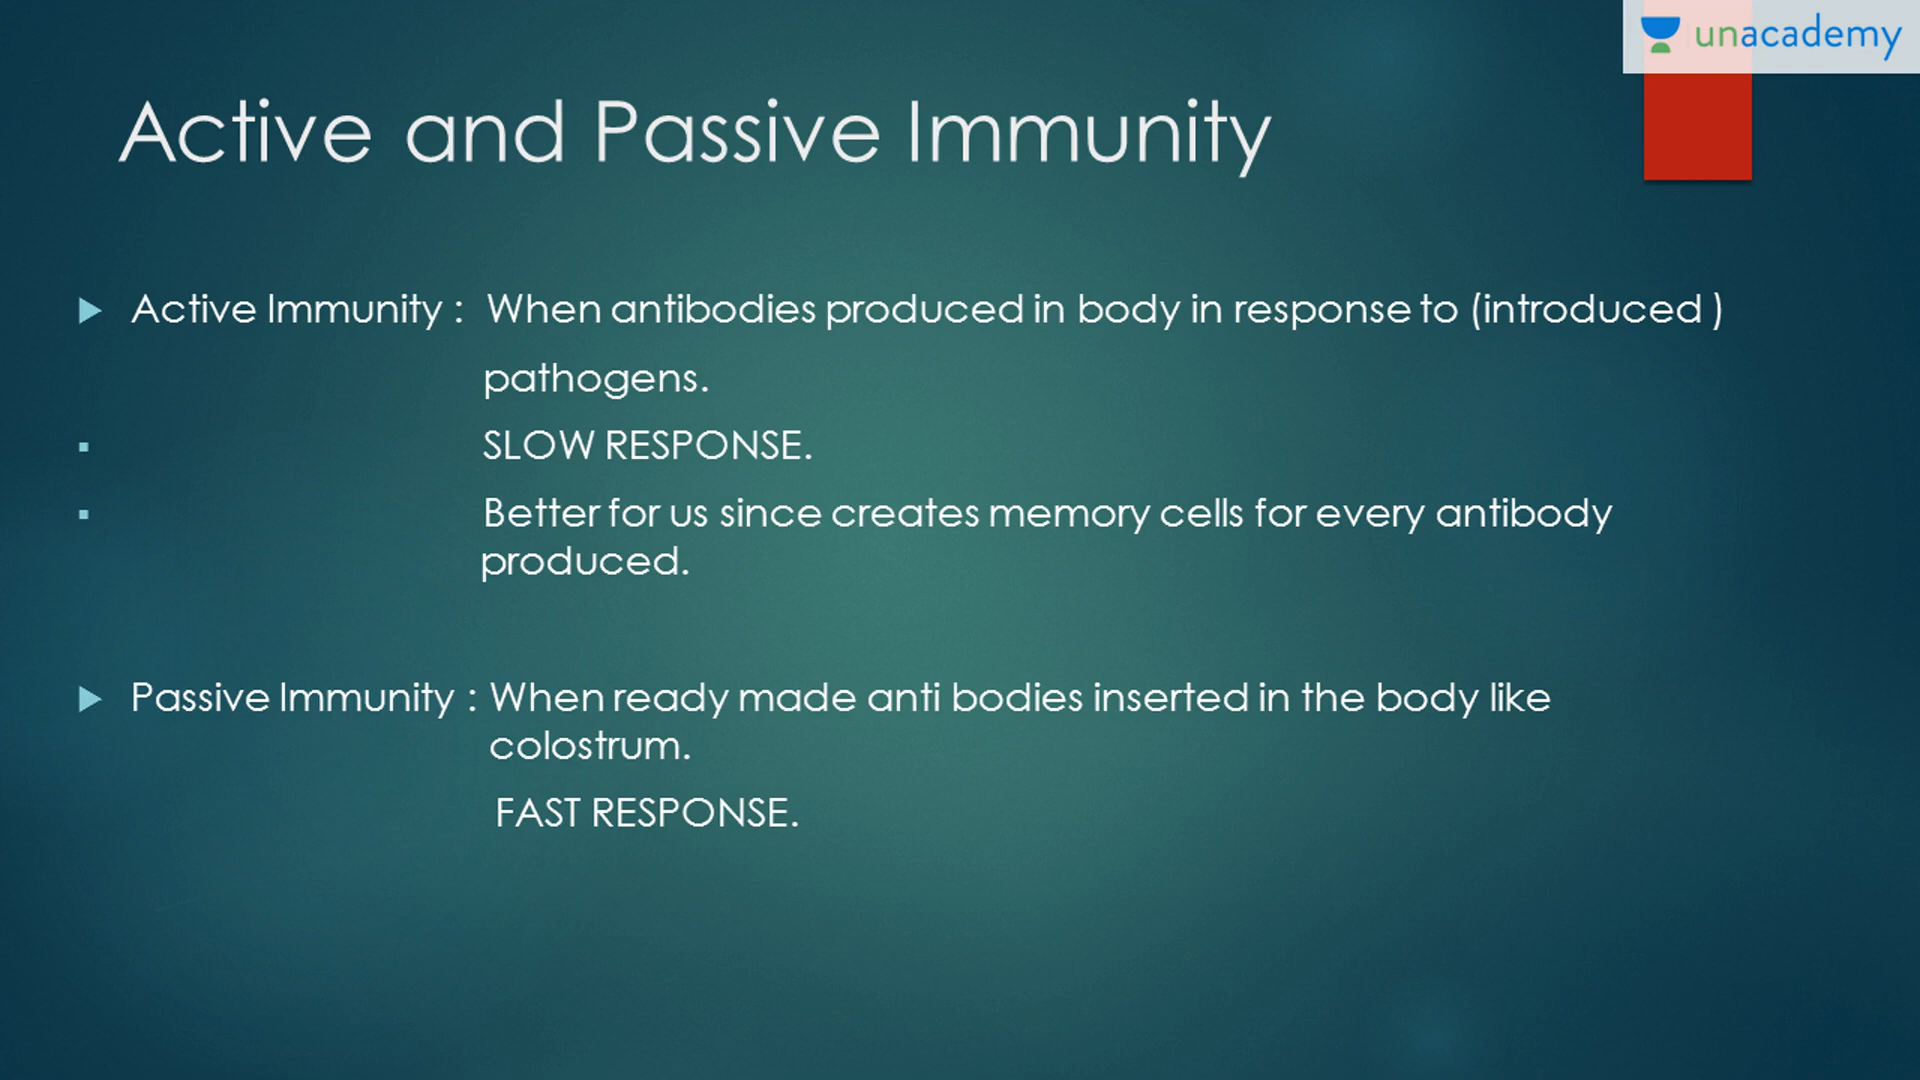 unacademy
Active and Passive Immunity
Active Immunity : When antibodies produced in body in response to (introduced )
pathogens.
SLOW RESPONSE.
Better for us since creates memory cells for every antibody
produced.
Passive Immunity : When ready made anti bodies inserted in the body like
colostrum.
FAST RESPONSE.